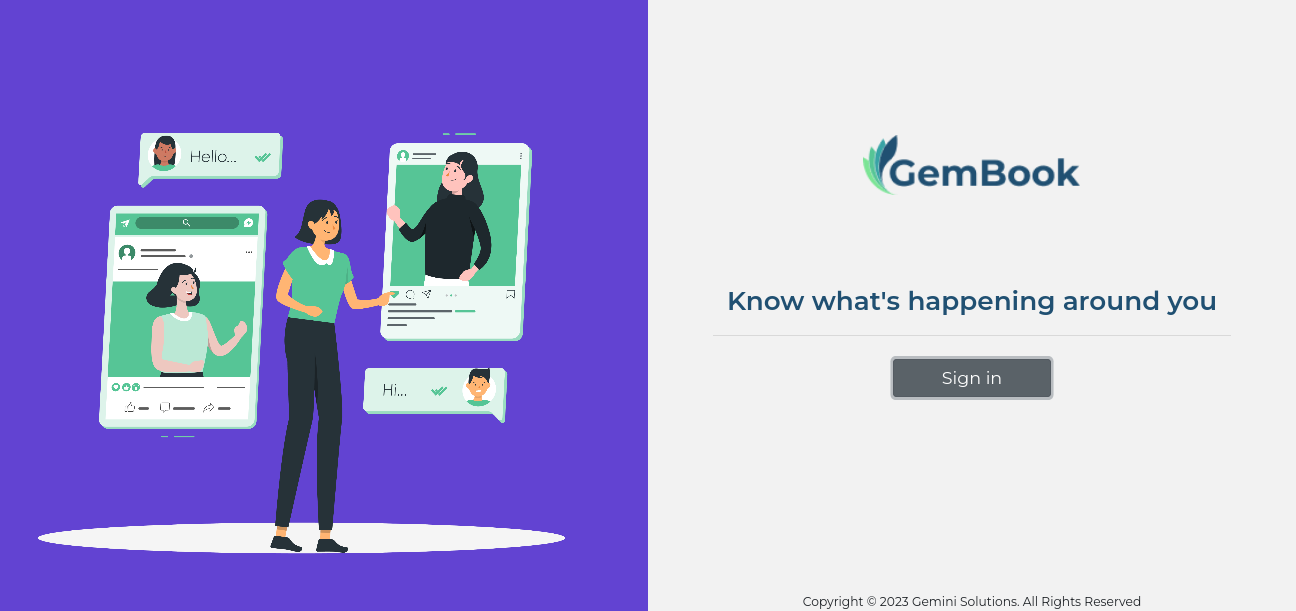 Hello...
Hi...
GemBook
Know what's happening around you
Sign in
Copyright © 2023 Gemini Solutions. All Rights Reserved